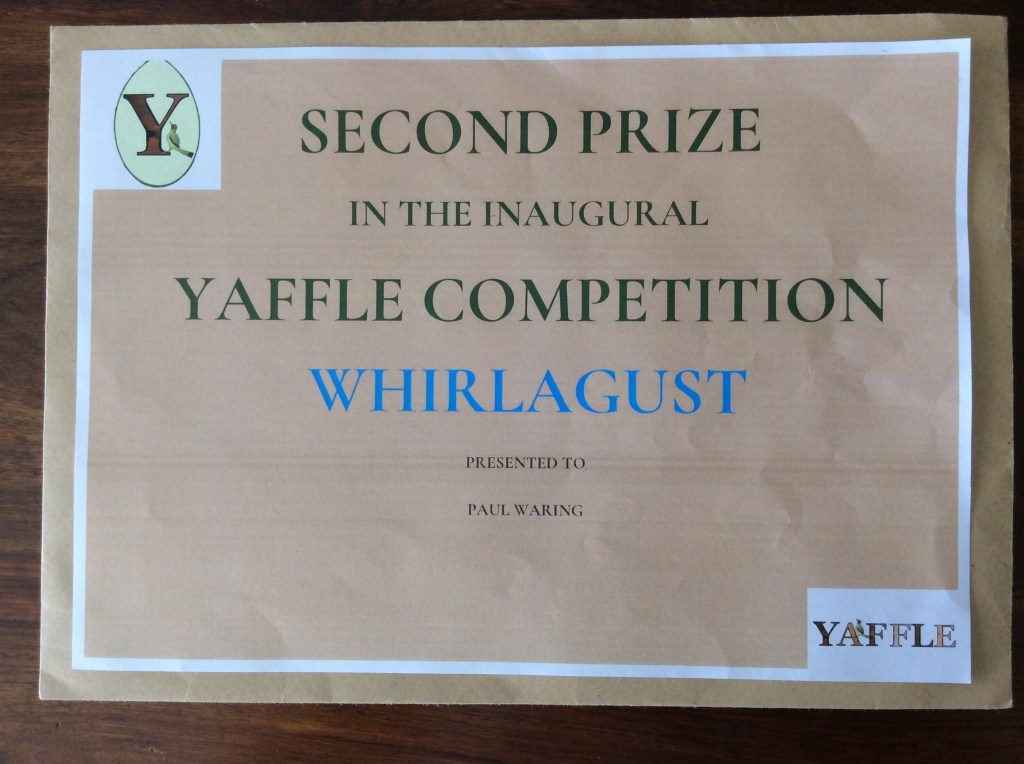 Y
SECOND PRIZE
IN THE INAUGURAL
YAFFLE COMPETITION
WHIRLAGUST
PRESENTED TO
PAUL WARING
YAFFLE